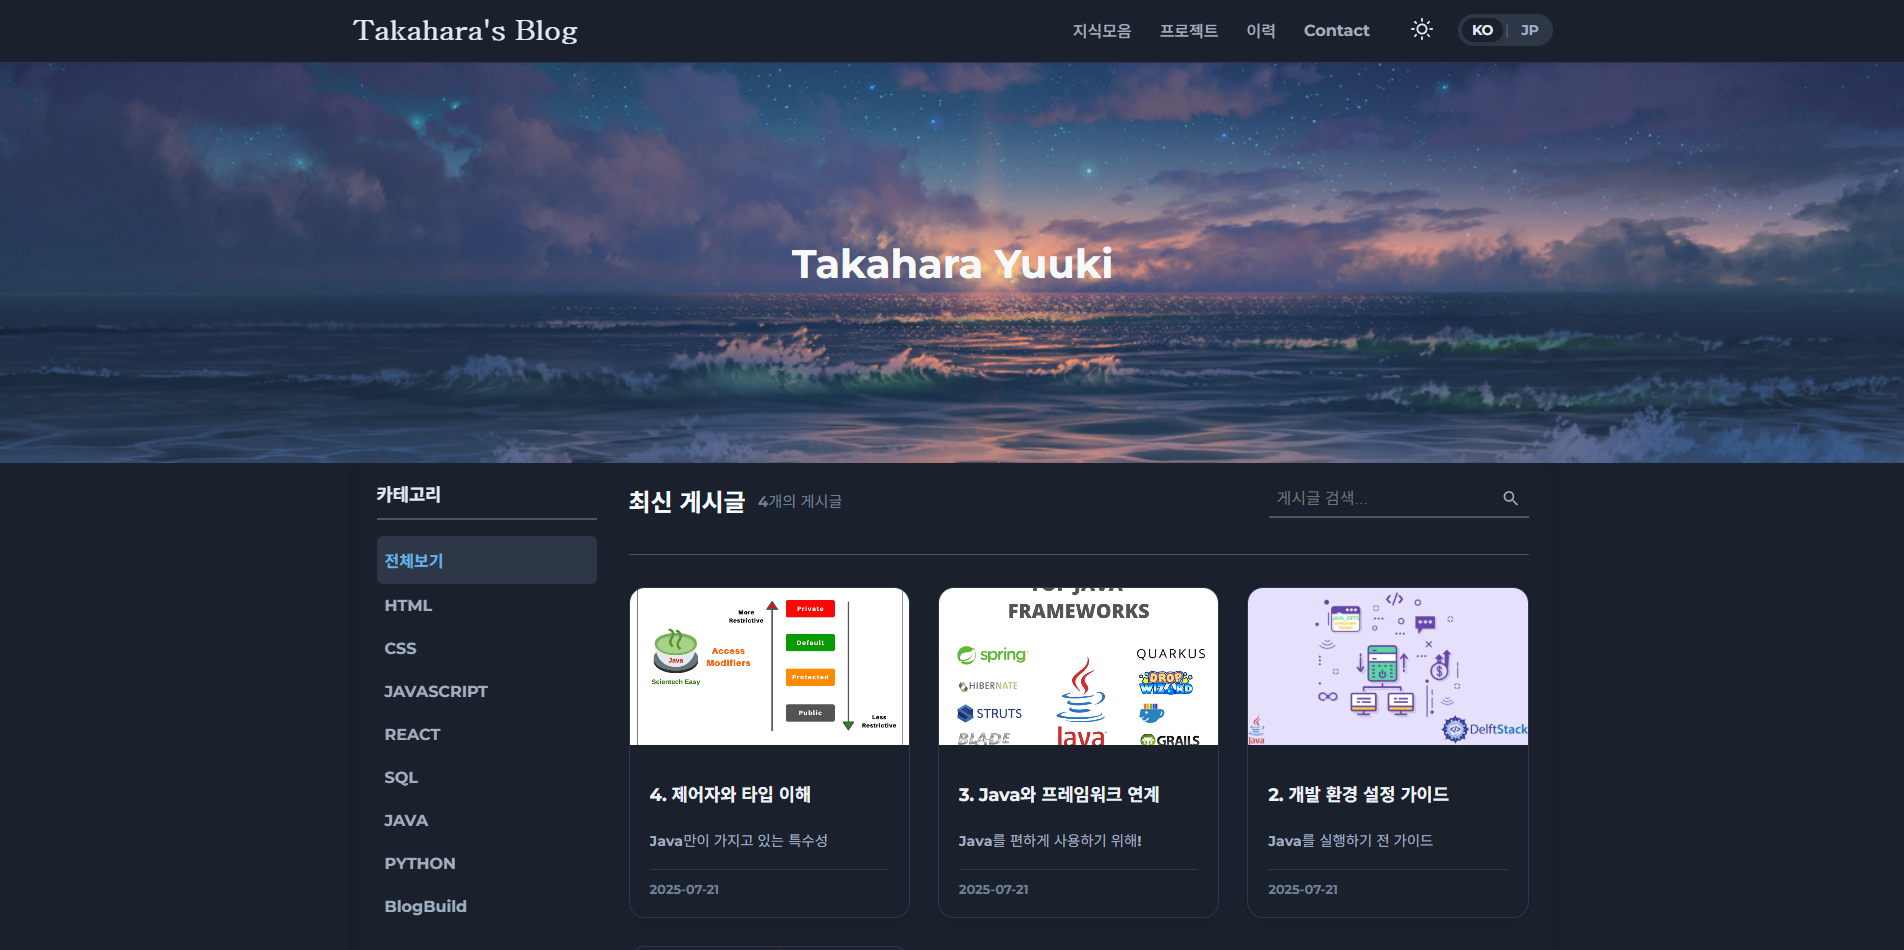 Takahara's Blog
지식모음 프로젝트 이력 Contact KO | JP
Takahara Yuuki
카테고리
전체보기
HTML
CSS
JAVASCRIPT
REACT
SQL
JAVA
PYTHON
BlogBuild
최신 게시글 4개의 게시글
게시글 검색...
More
Restrictive
Private
Default
Protected
Public
Java
Scientech Easy
Access
Modifiers
Less
Restrictive
4. 제어자와 타입 이해
Java만이 가지고 있는 특수성
2025-07-21
TOP JAVA
FRAMEWORKS
spring
QUARKUS
HIBERNATE
DROP
WIZARD
STRUTS
BLADE
Java
GRAILS
3. Java와 프레임워크 연계
Java를 편하게 사용하기 위해!
2025-07-21
</>
Java
DelftStack
2. 개발 환경 설정 가이드
Java를 실행하기 전 가이드
2025-07-21